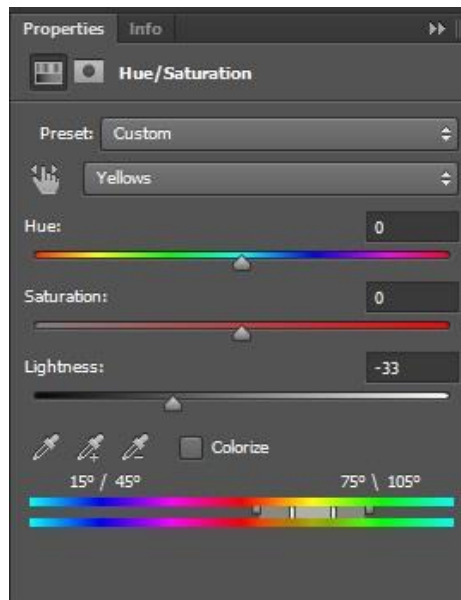 Properties Info
Hue/Saturation
Preset: Custom
Yellows
Hue: 0
Saturation: 0
Lightness: -33
Colorize
15° / 45° 75° \ 105°